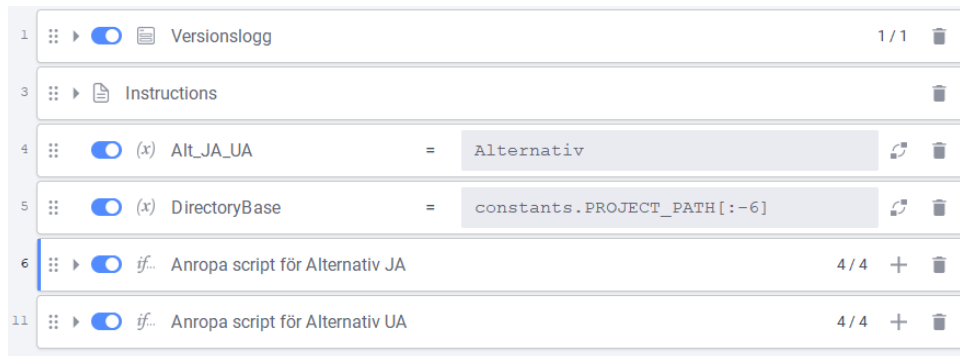 1 Versionslogg 1 / 1
3 Instructions
4 (x) Alt_JA_UA = Alternativ
5 (x) DirectoryBase = constants.PROJECT_PATH[:-6]
6 if... Anropa script för Alternativ JA 4 / 4 +
11 if... Anropa script för Alternativ UA 4 / 4 +